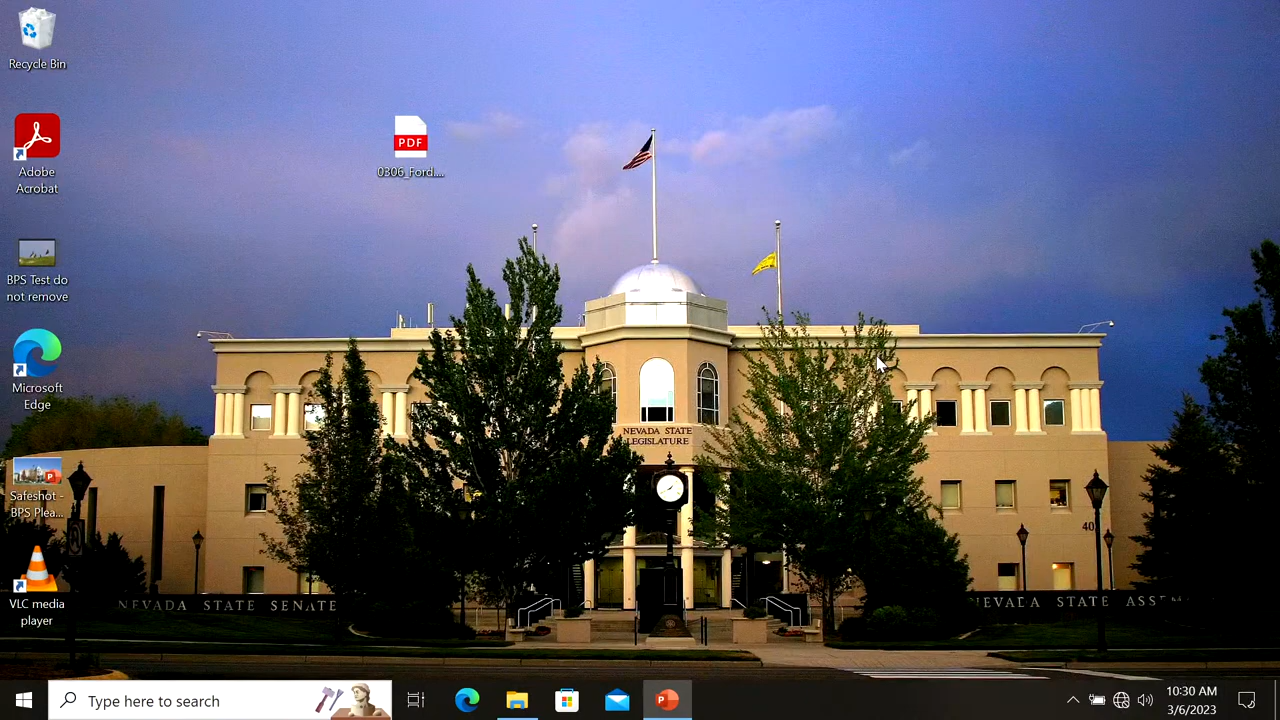 Recycle Bin
Adobe
Acrobat
BPS Test do
not remove
Microsoft
Edge
Safeshot -
BPS Plea...
VLC media
player
PDF
0306_Ford....
NEVADA STATE
LEGISLATURE
NEVADA STATE SENATE
NEVADA STATE
Type here to search
10:30 AM
3/6/2023